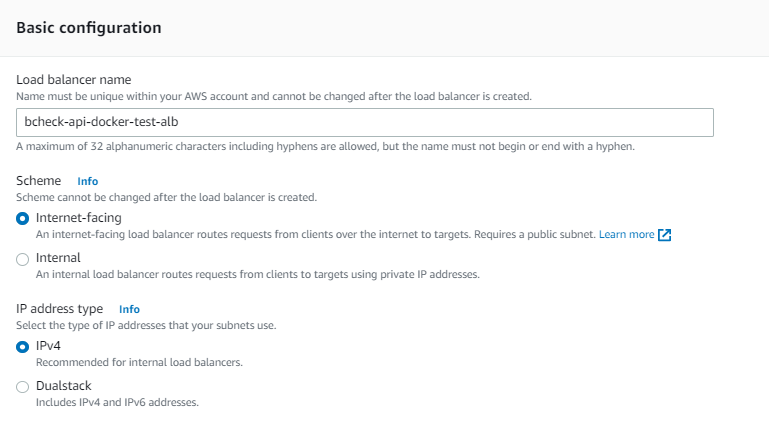 Basic configuration
Load balancer name
Name must be unique within your AWS account and cannot be changed after the load balancer is created.
bcheck-api-docker-test-alb
A maximum of 32 alphanumeric characters including hyphens are allowed, but the name must not begin or end with a hyphen.
Scheme Info
Scheme cannot be changed after the load balancer is created.
Internet-facing
An internet-facing load balancer routes requests from clients over the internet to targets. Requires a public subnet. Learn more
Internal
An internal load balancer routes requests from clients to targets using private IP addresses.
IP address type Info
Select the type of IP addresses that your subnets use.
IPv4
Recommended for internal load balancers.
Dualstack
Includes IPv4 and IPv6 addresses.